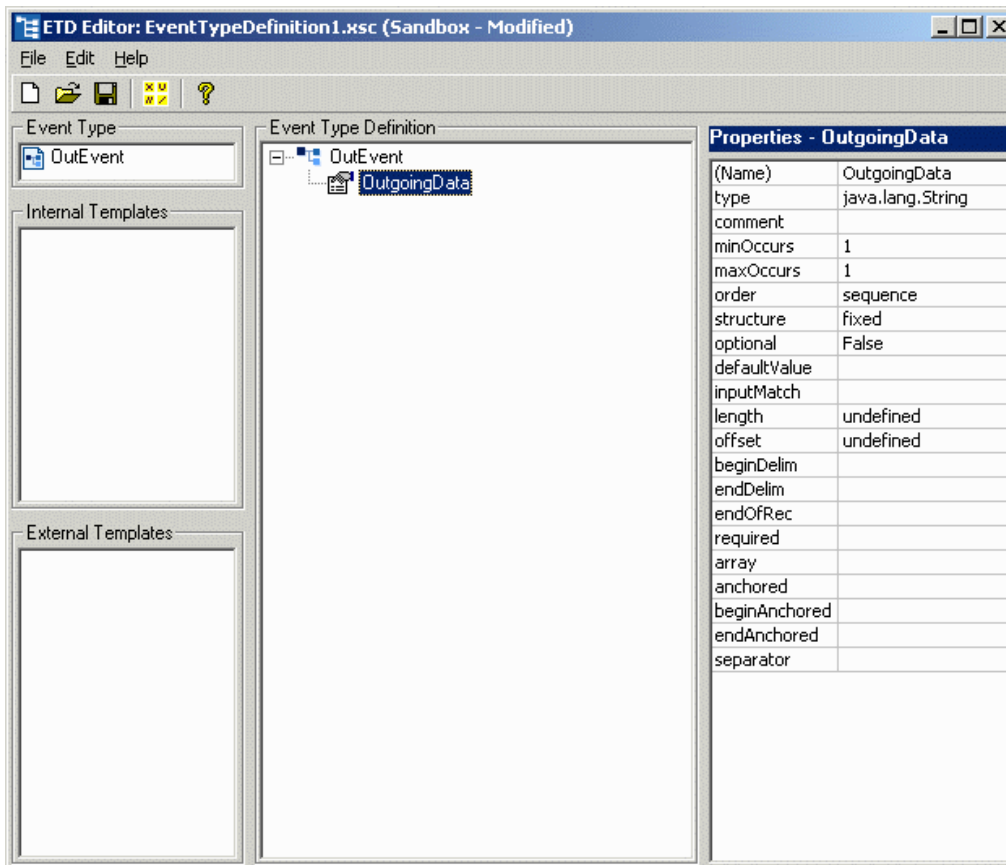 ETD Editor: EventTypeDefinition1.xsc (Sandbox - Modified)
File Edit Help
Event Type
OutEvent
Internal Templates
External Templates
Event Type Definition
OutEvent
OutgoingData
Properties - OutgoingData
(Name) OutgoingData
type java.lang.String
comment
minOccurs 1
maxOccurs 1
order sequence
structure fixed
optional False
defaultValue
inputMatch
length undefined
offset undefined
beginDelim
endDelim
endOfRec
required
array
anchored
beginAnchored
endAnchored
separator